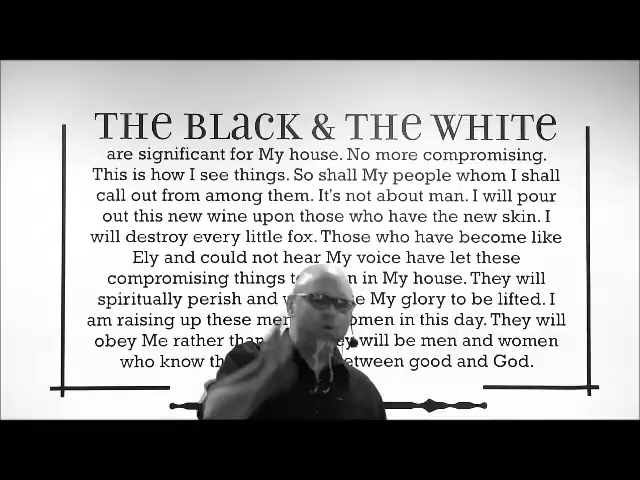 THE BLACK & THE WHITE
are significant for My house. No more compromising.
This is how I see things. So shall My people whom I shall
call out from among them. It's not about man. I will pour
out this new wine upon those who have the new skin. I
will destroy every little fox. Those who have become like
Ely and could not hear My voice have let these
compromising things in My house. They will
spiritually perish and My glory to be lifted. I
am raising up these in this day. They will
obey Me rather will be men and women
who know between good and God.